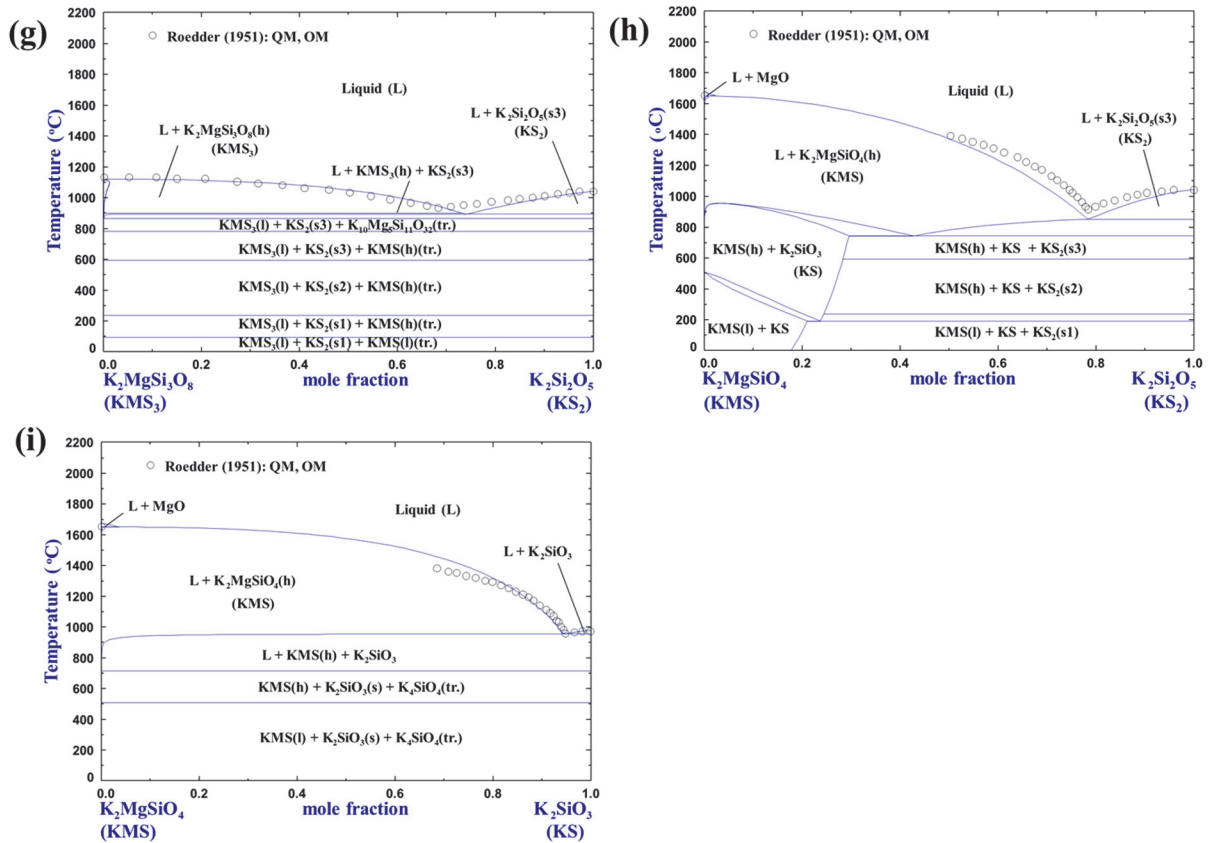 (g)
2200
2000
1800
1600
1400
1200
1000
800
600
400
200
0
Temperature (°C)
Roedder (1951): QM, OM
Liquid (L)
L + K₂MgSi₃O₈(h)
(KMS₃)
L + K₂Si₂O₅(s3)
(KS₂)
L + KMS₃(h) + KS₂(s3)
KMS₃(l) + KS₂(s3) + K₁₀Mg₅Si₁₁O₃₂(tr.)
KMS₃(l) + KS₂(s3) + KMS(h)(tr.)
KMS₃(l) + KS₂(s2) + KMS(h)(tr.)
KMS₃(l) + KS₂(s1) + KMS(h)(tr.)
KMS₃(l) + KS₂(s1) + KMS(l)(tr.)
0.0 0.2 0.4 0.6 0.8 1.0
K₂MgSi₃O₈ mole fraction K₂Si₂O₅
(KMS₃) (KS₂)
(h)
2200
2000
1800
1600
1400
1200
1000
800
600
400
200
0
Temperature (°C)
Roedder (1951): QM, OM
L + MgO
Liquid (L)
L + K₂Si₂O₅(s3)
(KS₂)
L + K₂MgSiO₄(h)
(KMS)
KMS(h) + K₂SiO₃
(KS)
KMS(h) + KS + KS₂(s3)
KMS(h) + KS + KS₂(s2)
KMS(l) + KS
KMS(l) + KS + KS₂(s1)
0.0 0.2 0.4 0.6 0.8 1.0
K₂MgSiO₄ mole fraction K₂Si₂O₅
(KMS) (KS₂)
(i)
2200
2000
1800
1600
1400
1200
1000
800
600
400
200
0
Temperature (°C)
Roedder (1951): QM, OM
L + MgO
Liquid (L)
L + K₂SiO₃
L + K₂MgSiO₄(h)
(KMS)
L + KMS(h) + K₂SiO₃
KMS(h) + K₂SiO₃(s) + K₄SiO₄(tr.)
KMS(l) + K₂SiO₃(s) + K₄SiO₄(tr.)
0.0 0.2 0.4 0.6 0.8 1.0
K₂MgSiO₄ mole fraction K₂SiO₃
(KMS) (KS)